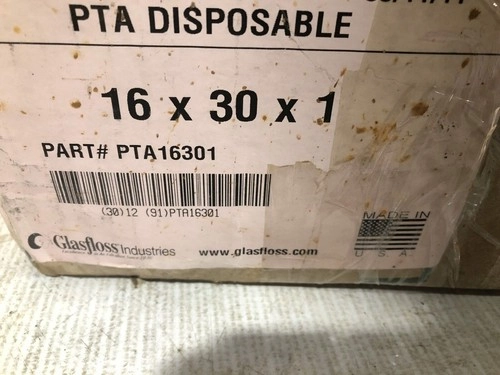 PTA DISPOSABLE
16 x 30 x 1
PART# PTA16301
(30)12 (91)PTA16301
Glasfloss Industries
www.glasfloss.com
MADE IN
U.S.A.